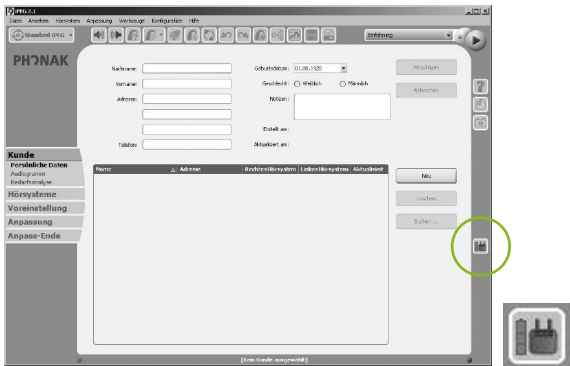 iPFG 2.1
Datei Ansehen Hörsystem Anpassung Werkzeuge Konfiguration Hilfe
Standard iPFG
Einführung
PHONAK
Nachname:
Vorname:
Adresse:
Telefon:
Geburtsdatum: 01.01.1920
Geschlecht: Weiblich Männlich
Notizen:
Erstellt am:
Aktualisiert am:
Hinzufügen
Abbrechen
Kunde
Persönliche Daten
Audiogramm
Bedarfsanalyse
Hörsysteme
Voreinstellung
Anpassung
Anpass-Ende
Name Adresse Rechtes Hörsystem Linkes Hörsystem Aktualisiert
Neu
Löschen
Suchen ...
[Kein Kunde ausgewählt]